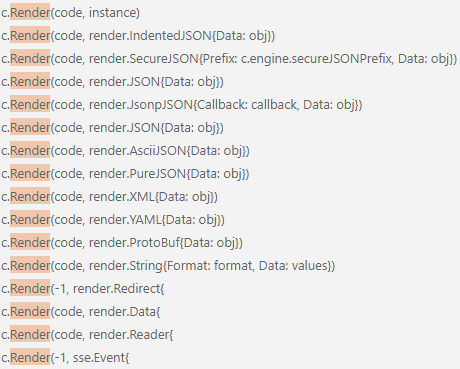 c.Render(code, instance)
c.Render(code, render.IndentedJSON{Data: obj})
c.Render(code, render.SecureJSON{Prefix: c.engine.secureJSONPrefix, Data: obj})
c.Render(code, render.JSON{Data: obj})
c.Render(code, render.JsonpJSON{Callback: callback, Data: obj})
c.Render(code, render.JSON{Data: obj})
c.Render(code, render.AsciiJSON{Data: obj})
c.Render(code, render.PureJSON{Data: obj})
c.Render(code, render.XML{Data: obj})
c.Render(code, render.YAML{Data: obj})
c.Render(code, render.ProtoBuf{Data: obj})
c.Render(code, render.String{Format: format, Data: values})
c.Render(-1, render.Redirect{
c.Render(code, render.Data{
c.Render(code, render.Reader{
c.Render(-1, sse.Event{